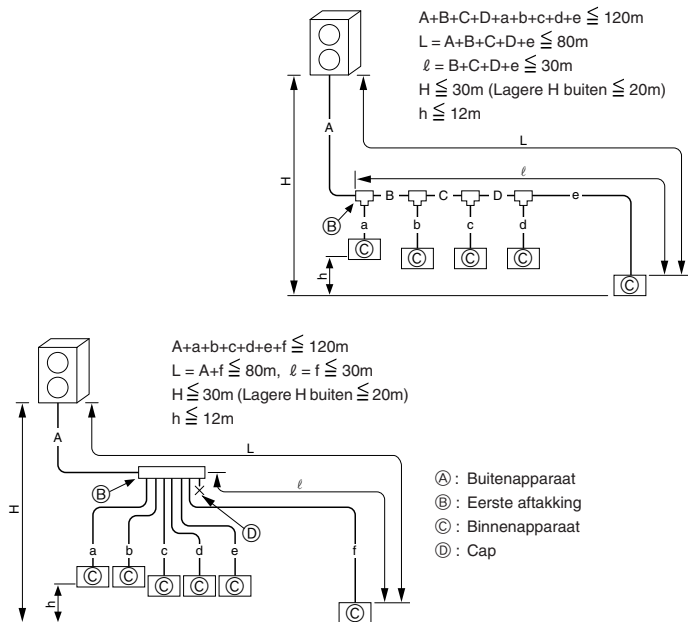 A+B+C+D+a+b+c+d+e ≦ 120m
L = A+B+C+D+e ≦ 80m
ℓ = B+C+D+e ≦ 30m
H ≦ 30m (Lagere H buiten ≦ 20m)
h ≦ 12m
A
L
H
ℓ
B C D e
Ⓑ
a b c d
Ⓒ Ⓒ Ⓒ Ⓒ
h
Ⓒ
A+a+b+c+d+e+f ≦ 120m
L = A+f ≦ 80m, ℓ = f ≦ 30m
H ≦ 30m (Lagere H buiten ≦ 20m)
h ≦ 12m
A
L
H
Ⓑ
ℓ
Ⓓ
a b c d e f
Ⓒ Ⓒ Ⓒ Ⓒ Ⓒ
h
Ⓒ
Ⓐ : Buitenapparaat
Ⓑ : Eerste aftakking
Ⓒ : Binnenapparaat
Ⓓ : Cap